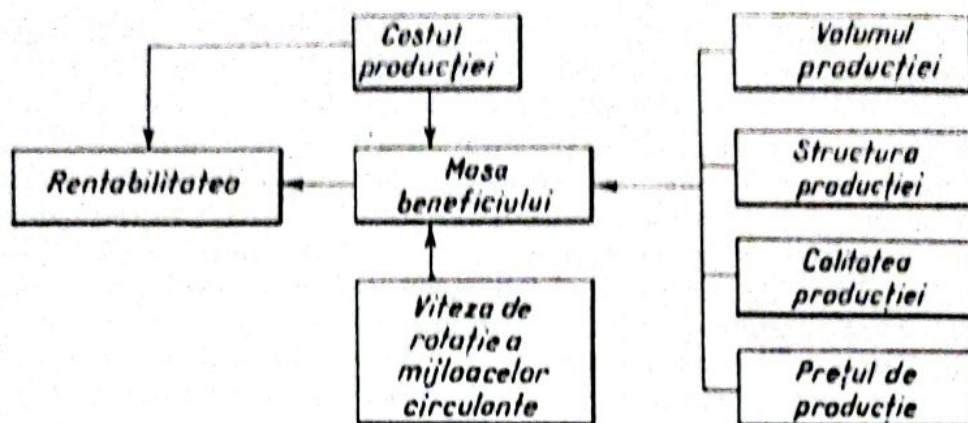 Costul
producției
Volumul
producției
Rentabilitatea
Masa
beneficiului
Structura
producției
Calitatea
producției
Viteza de
rotație a
mijloacelor
circulante
Prețul de
producție